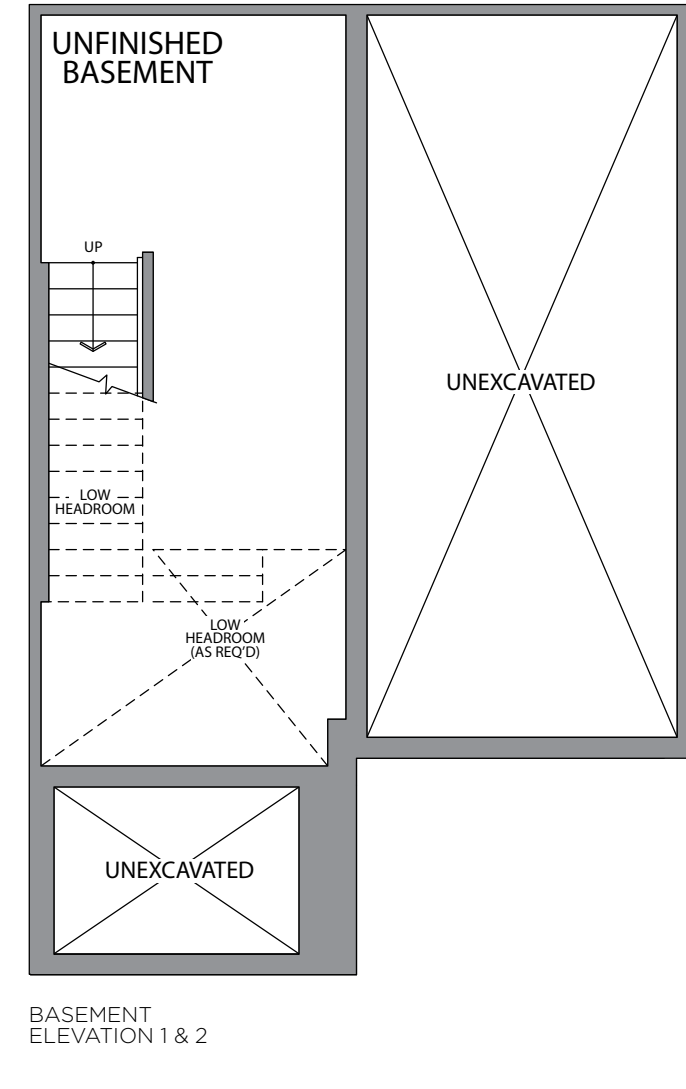 UNFINISHED
BASEMENT
UP
UNEXCAVATED
LOW
HEADROOM
LOW
HEADROOM
(AS REQ'D)
UNEXCAVATED
BASEMENT
ELEVATION 1 & 2